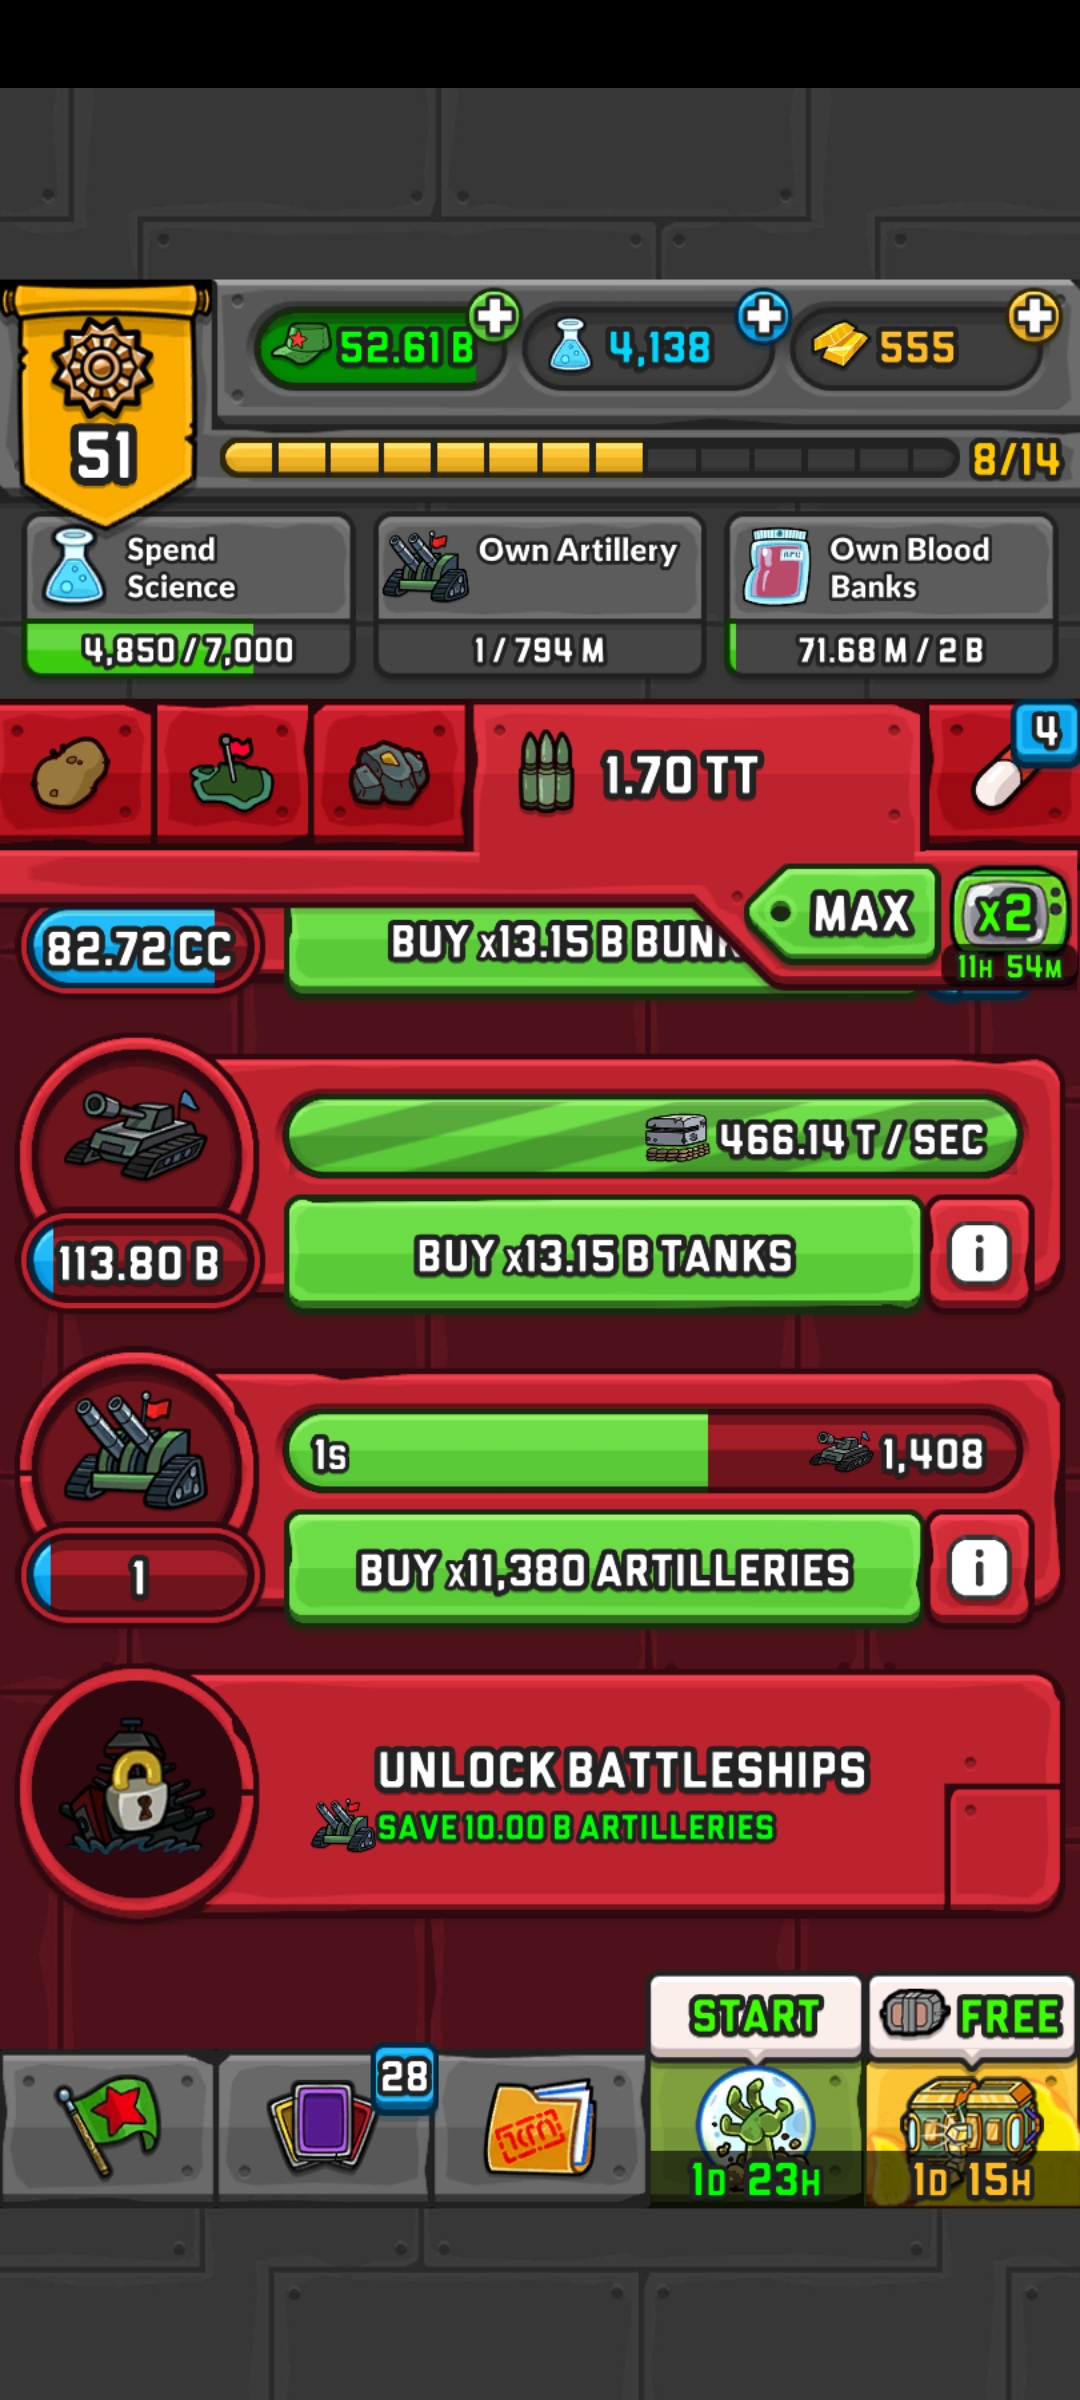 52.61 B
4,138
555
51
8/14
Spend
Science
4,850/7,000
Own Artillery
1/794 M
Own Blood
Banks
71.68 M / 2 B
1.70 TT
4
MAX
x2
11H 54M
82.72 CC
BUY x13.15 B BUN
466.14 T / SEC
113.80 B
BUY x13.15 B TANKS
i
1s
1,408
1
BUY x11,380 ARTILLERIES
i
UNLOCK BATTLESHIPS
SAVE 10.00 B ARTILLERIES
START
FREE
28
1D 23H
1D 15H